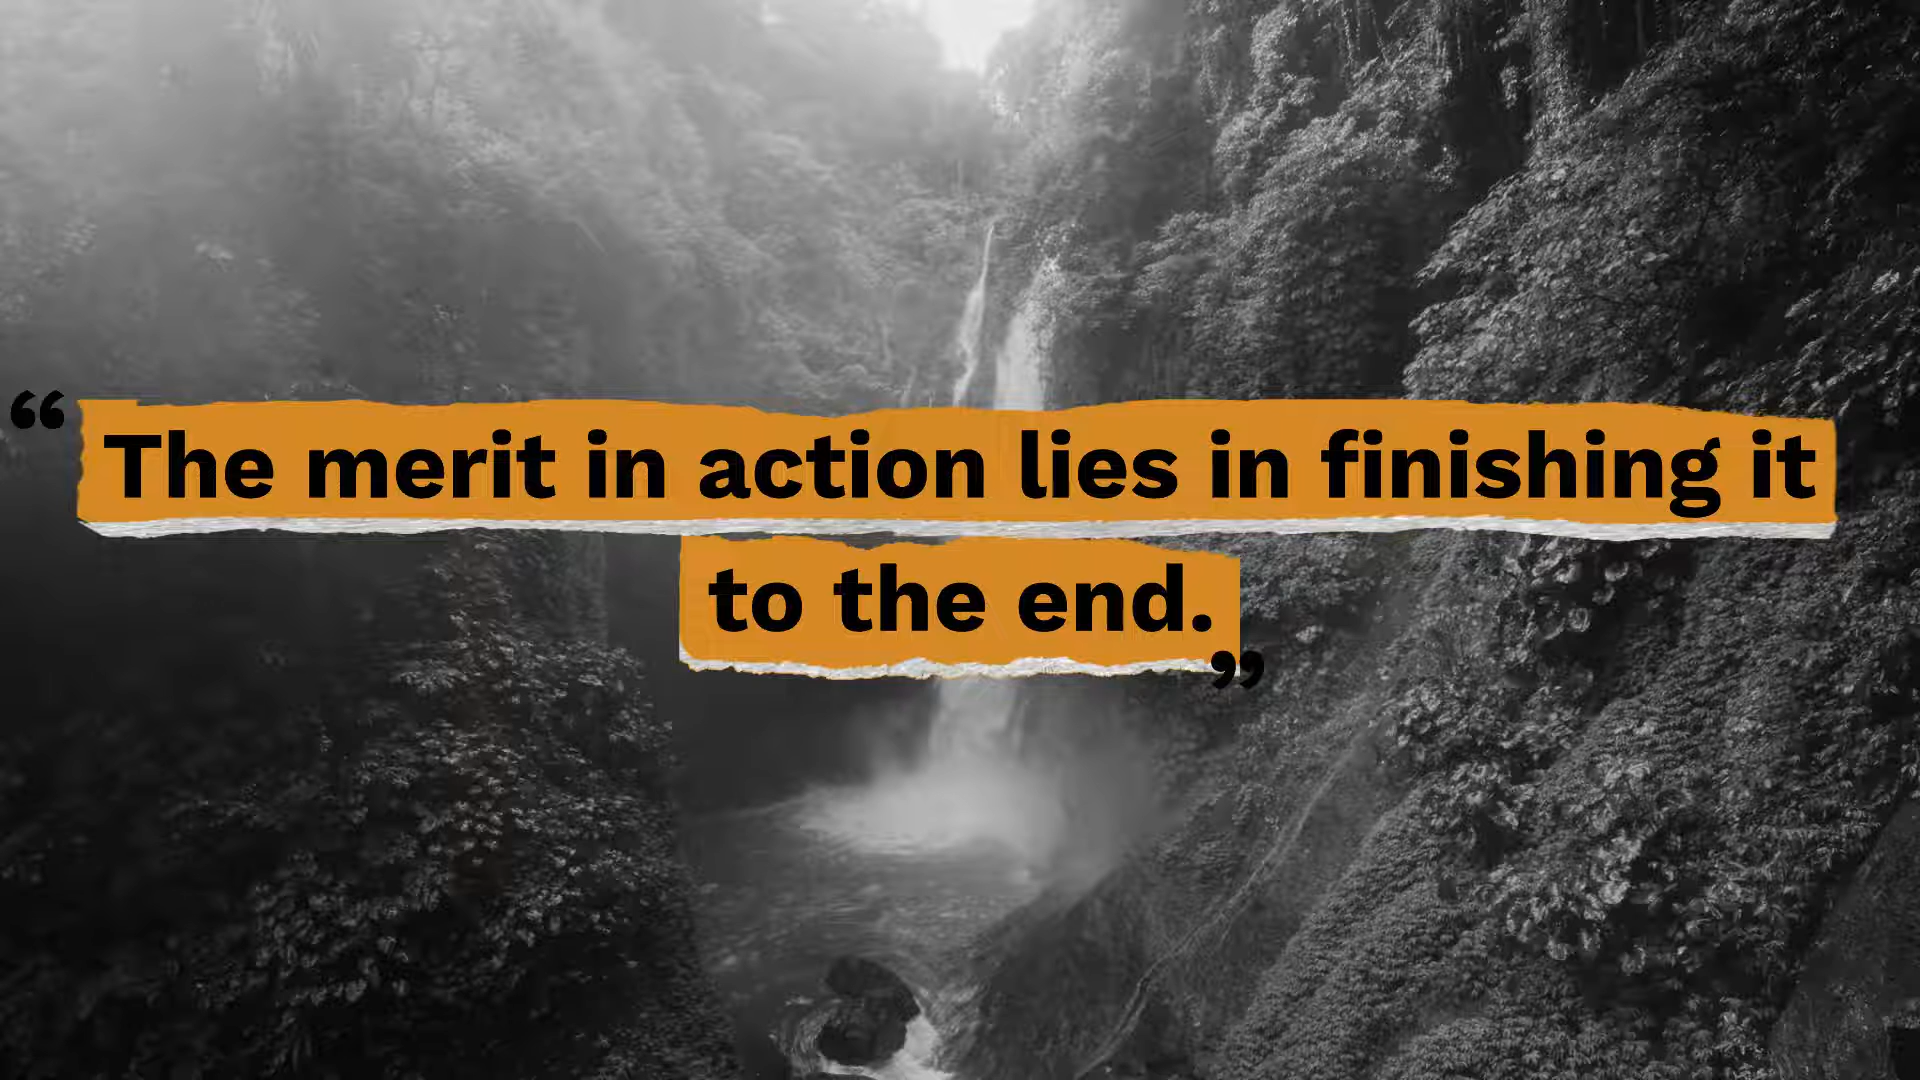 “The merit in action lies in finishing it
to the end.”